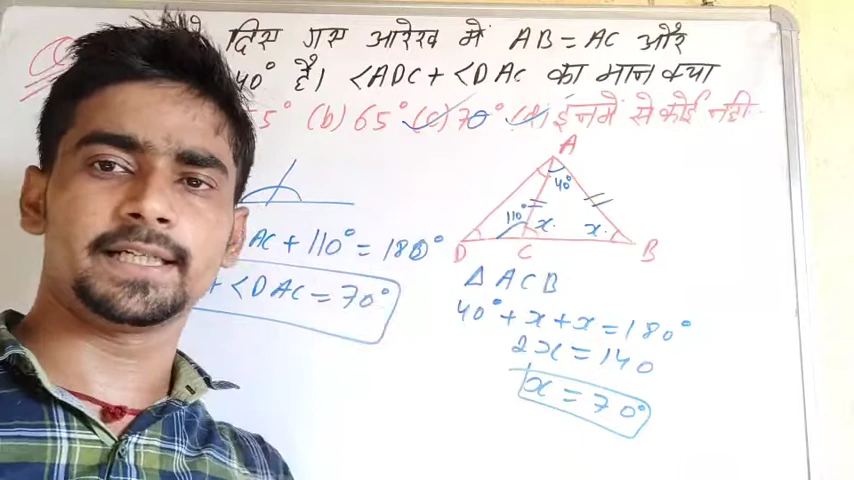 दिए गए आरेख में AB = AC और
40° है। <ADC + <DAC का मान क्या
5° (b) 65° (c) 70° (d) इनमें से कोई नहीं
A
40°
110° x x
D C B
AC + 110° = 180°
+ <DAC = 70°
Δ ACB
40° + x + x = 180°
2x = 140
x = 70°